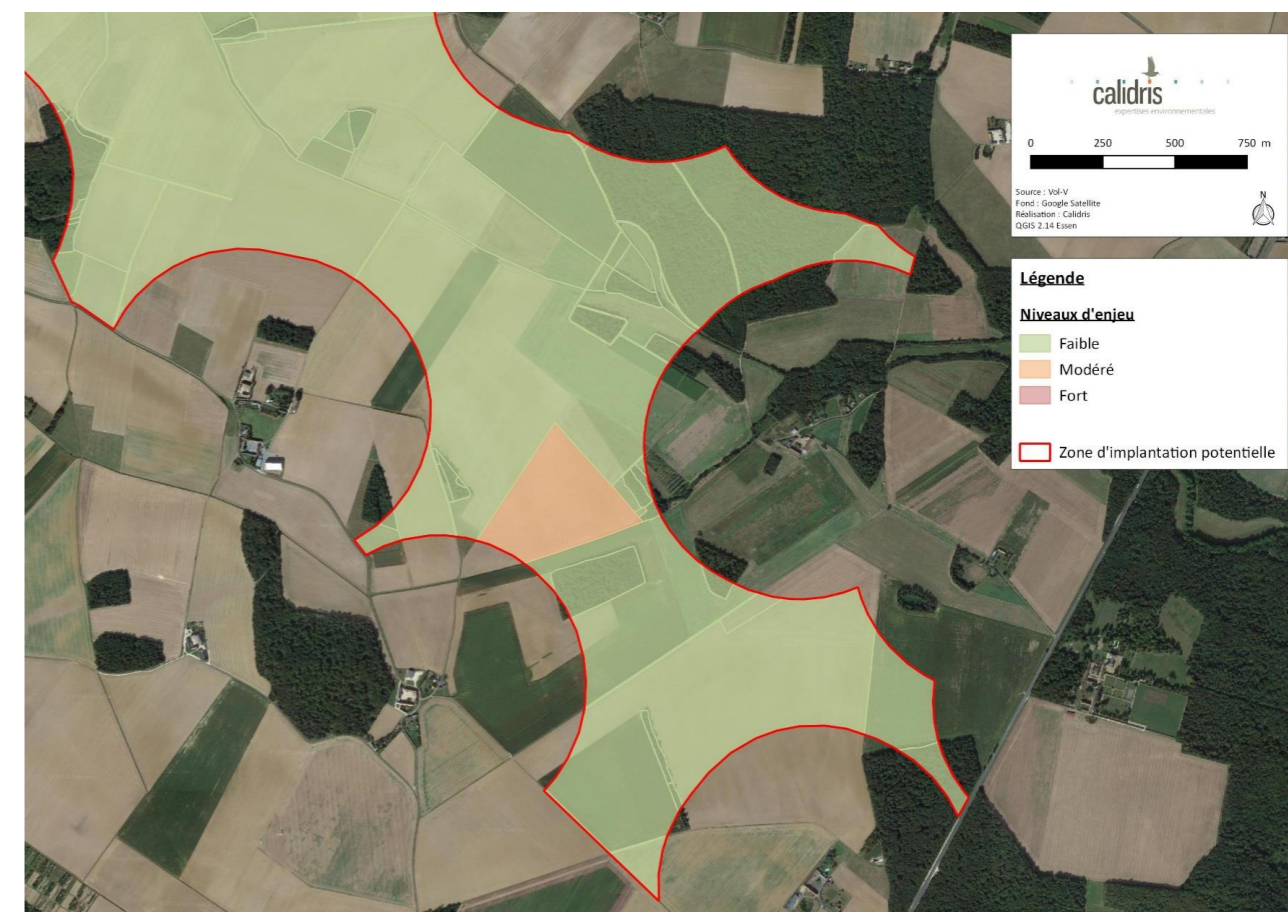 calidris
expertises environnementales
0 250 500 750 m
Source : Vol-V
Fond : Google Satellite
Réalisation : Calidris
QGIS 2.14 Essen
N
Légende
Niveaux d'enjeu
Faible
Modéré
Fort
Zone d'implantation potentielle